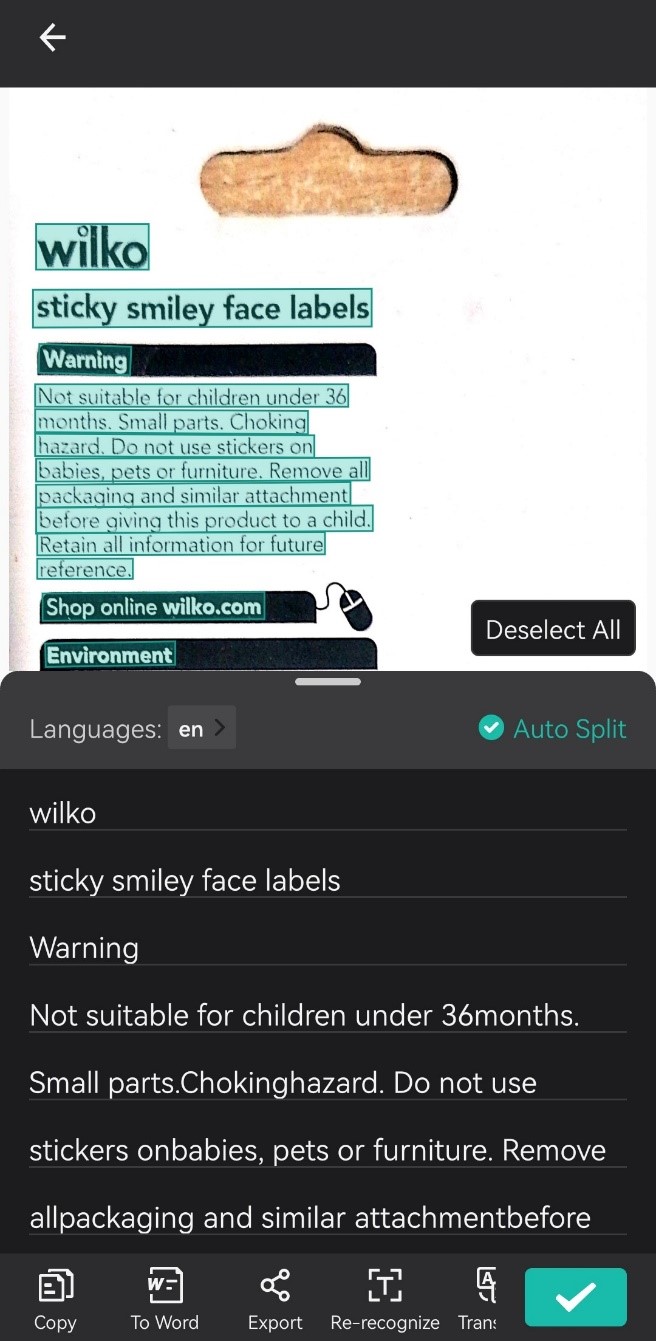 wilko
sticky smiley face labels
Warning
Not suitable for children under 36
months. Small parts. Choking
hazard. Do not use stickers on
babies, pets or furniture. Remove all
packaging and similar attachment
before giving this product to a child.
Retain all information for future
reference.
Shop online wilko.com
Environment
Deselect All
Languages: en
Auto Split
wilko
sticky smiley face labels
Warning
Not suitable for children under 36months.
Small parts.Chokinghazard. Do not use
stickers onbabies, pets or furniture. Remove
allpackaging and similar attachmentbefore
Copy
To Word
Export
Re-recognize
Trans